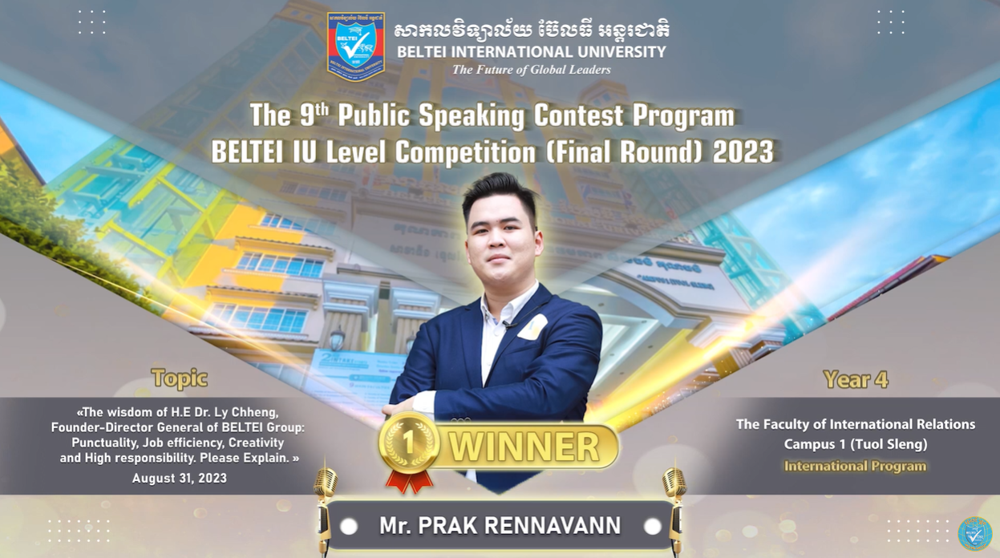 សាកលវិទ្យាល័យ ប៊ែលធី អន្តរជាតិ
BELTEI INTERNATIONAL UNIVERSITY
The Future of Global Leaders
BELTEI
The 9th Public Speaking Contest Program
BELTEI IU Level Competition (Final Round) 2023
Topic
«The wisdom of H.E Dr. Ly Chheng,
Founder-Director General of BELTEI Group:
Punctuality, Job efficiency, Creativity
and High responsibility. Please Explain. »
August 31, 2023
Year 4
The Faculty of International Relations
Campus 1 (Tuol Sleng)
International Program
1 WINNER
Mr. PRAK RENNAVANN